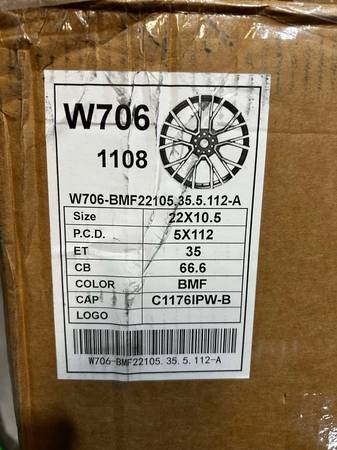 W706
1108
W706-BMF22105.35.5.112-A
Size 22X10.5
P.C.D. 5X112
ET 35
CB 66.6
COLOR BMF
CAP C1176IPW-B
LOGO
W706-BMF22105.35.5.112-A